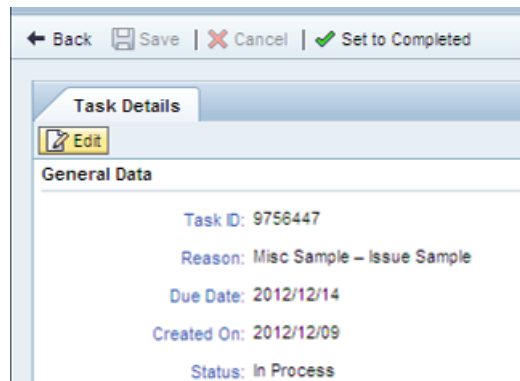 Back Save | Cancel | Set to Completed
Task Details
Edit
General Data
Task ID: 9756447
Reason: Misc Sample – Issue Sample
Due Date: 2012/12/14
Created On: 2012/12/09
Status: In Process